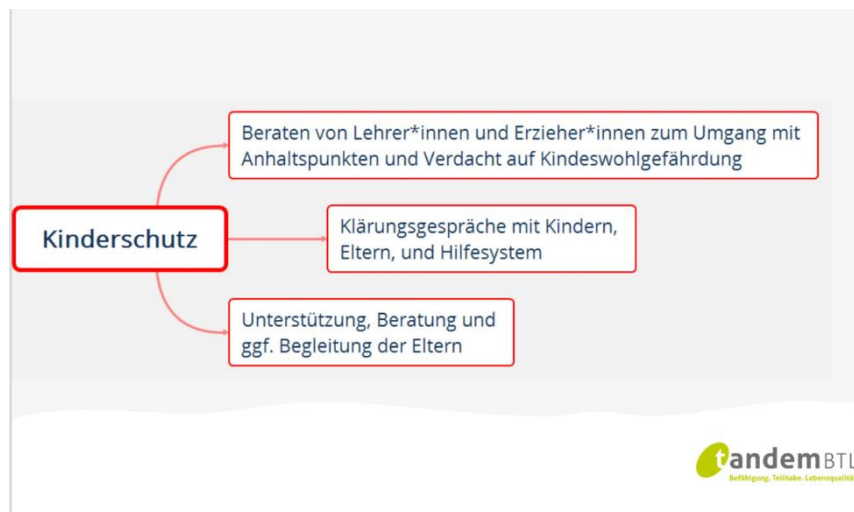 Beraten von Lehrer*innen und Erzieher*innen zum Umgang mit
Anhaltspunkten und Verdacht auf Kindeswohlgefährdung
Kinderschutz
Klärungsgespräche mit Kindern,
Eltern, und Hilfesystem
Unterstützung, Beratung und
ggf. Begleitung der Eltern
tandem BTL
Befähigung. Teilhabe. Lebensqualität